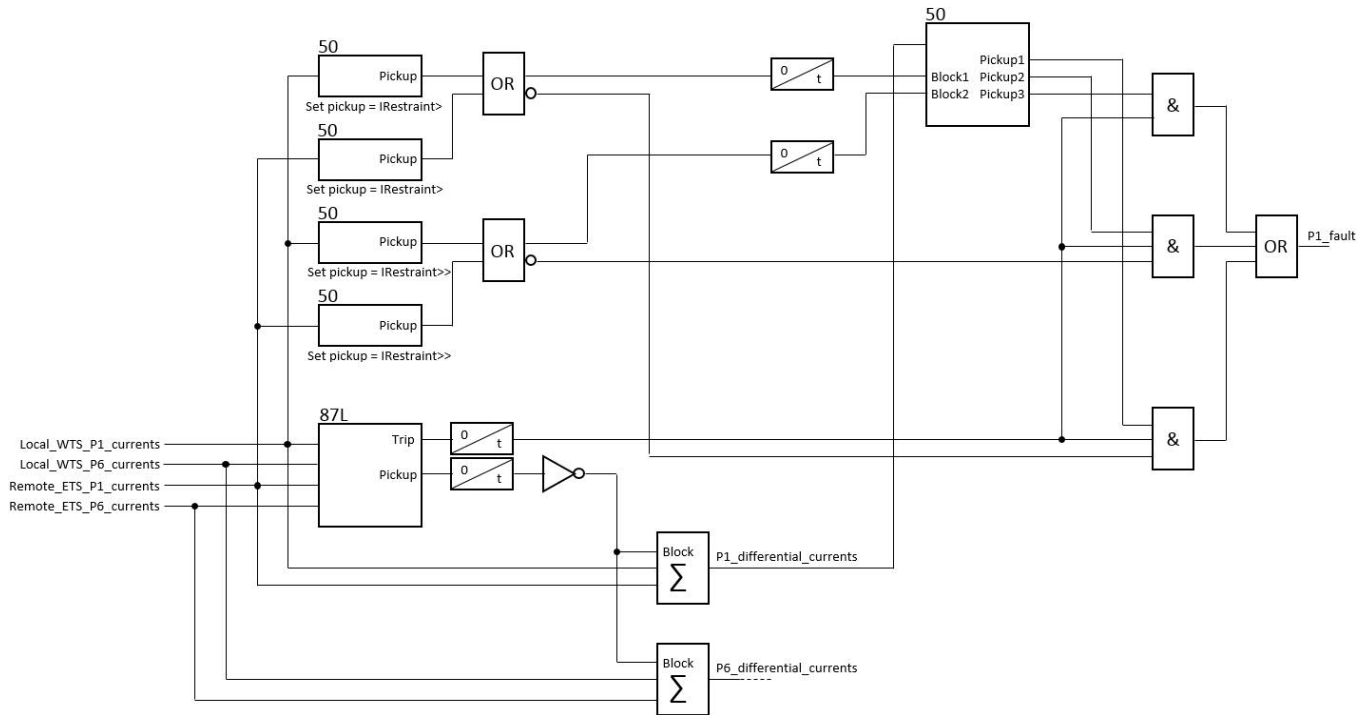 50
50
Pickup
OR
0
t
Block1
Block2
Pickup1
Pickup2
Pickup3
&
Set pickup = IRestraint>
50
Pickup
Set pickup = IRestraint>
0
t
50
Pickup
OR
&
OR
P1_fault
Set pickup = IRestraint>>
50
Pickup
Set pickup = IRestraint>>
87L
Trip
Pickup
0
t
0
t
&
Local_WTS_P1_currents
Local_WTS_P6_currents
Remote_ETS_P1_currents
Remote_ETS_P6_currents
Block
∑
P1_differential_currents
Block
∑
P6_differential_currents